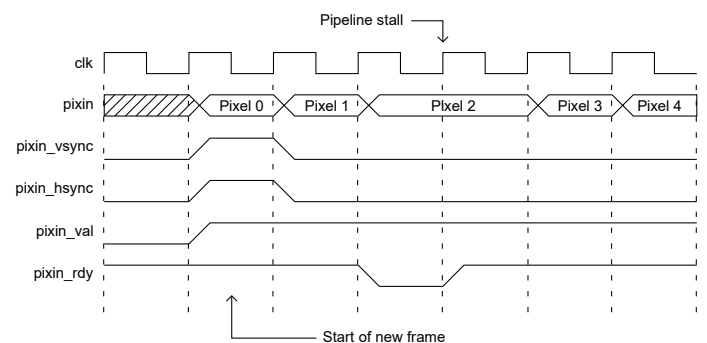 Pipeline stall
clk
pixin Pixel 0 Pixel 1 PIxel 2 Pixel 3 Pixel 4
pixin_vsync
pixin_hsync
pixin_val
pixin_rdy
Start of new frame